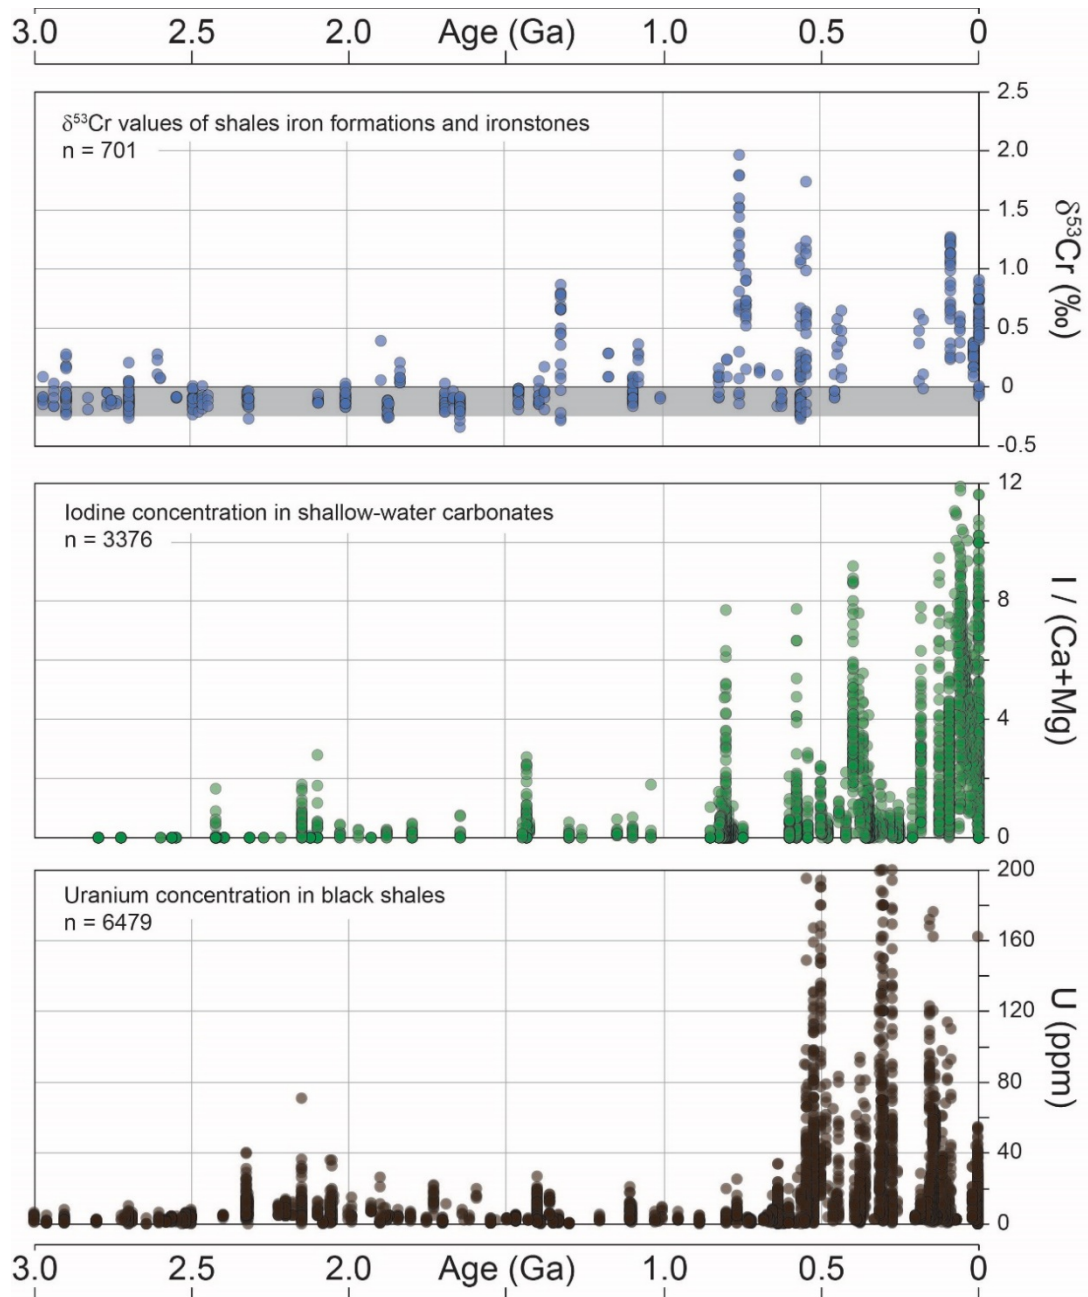 3.0 2.5 2.0 Age (Ga) 1.0 0.5 0
δ53Cr values of shales iron formations and ironstones
n = 701
2.5
2.0
1.5
1.0
0.5
0
-0.5
δ53Cr (‰)
Iodine concentration in shallow-water carbonates
n = 3376
12
8
4
0
I / (Ca+Mg)
Uranium concentration in black shales
n = 6479
200
160
120
80
40
0
U (ppm)
3.0 2.5 2.0 Age (Ga) 1.0 0.5 0